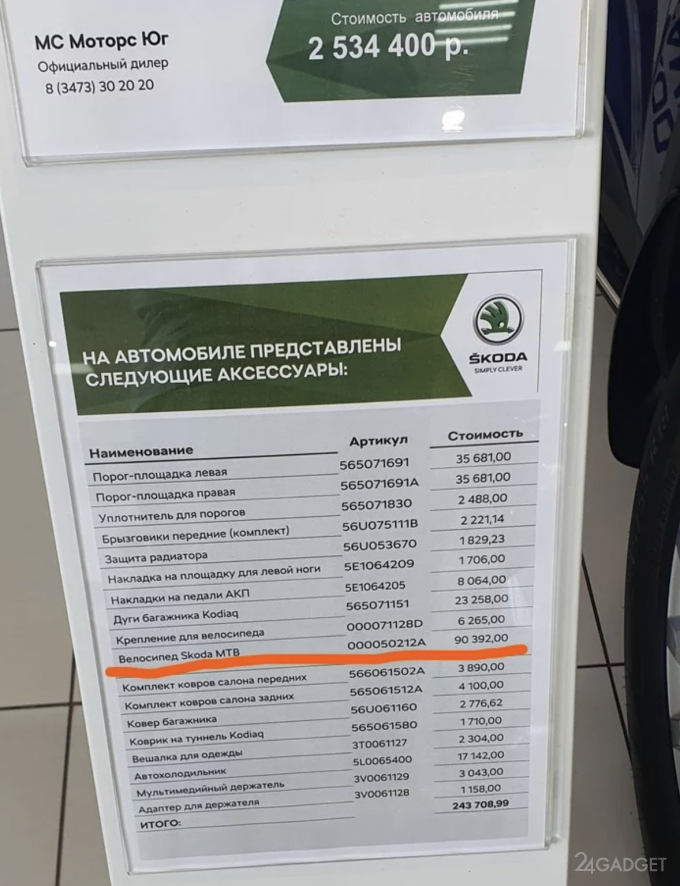 МС Моторс Юг
Официальный дилер
8 (3473) 30 20 20
Стоимость автомобиля
2 534 400 р.
ŠKODA
SIMPLY CLEVER
НА АВТОМОБИЛЕ ПРЕДСТАВЛЕНЫ
СЛЕДУЮЩИЕ АКСЕССУАРЫ:
Наименование Артикул Стоимость
Порог-площадка левая 565071691 35 681,00
Порог-площадка правая 565071691A 35 681,00
Уплотнитель для порогов 565071830 2 488,00
Брызговики передние (комплект) 56U075111B 2 221,14
Защита радиатора 56U053670 1 829,23
Накладка на площадку для левой ноги 5E1064209 1 706,00
Накладки на педали АКП 5E1064205 8 064,00
Дуги багажника Kodiaq 565071151 23 258,00
Крепление для велосипеда 000071128D 6 265,00
Велосипед Skoda MTB 000050212A 90 392,00
Комплект ковров салона передних 566061502A 3 890,00
Комплект ковров салона задних 565061512A 4 100,00
Ковер багажника 56U061160 2 776,62
Коврик на туннель Kodiaq 565061580 1 710,00
Вешалка для одежды 3T0061127 2 304,00
Автохолодильник 5L0065400 17 142,00
Мультимедийный держатель 3V0061129 3 043,00
Адаптер для держателя 3V0061128 1 158,00
ИТОГО: 243 708,99
24GADGET